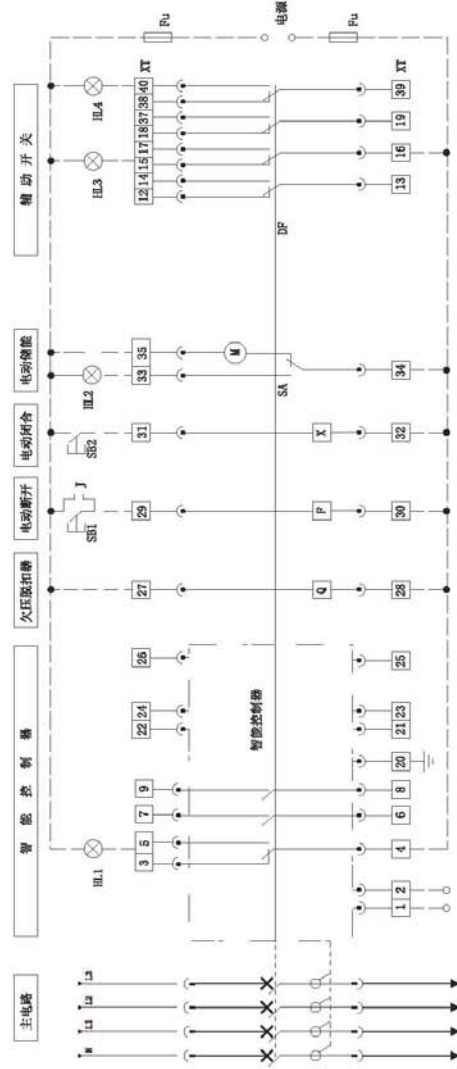 主电路
智能控制器
欠压脱扣器
电动断开
电动闭合
电动储能
辅助开关
N
L1
L2
L3
HL1
SB1
J
SB2
HL2
HL3
HL4
Fu
3
5
7
9
22
24
26
27
29
31
33
35
12
14
15
17
18
37
38
40
XT
智能控制器
Q
F
X
M
SA
DF
电源
1
2
4
6
8
20
21
23
25
28
30
32
34
13
16
19
39
XT
Fu